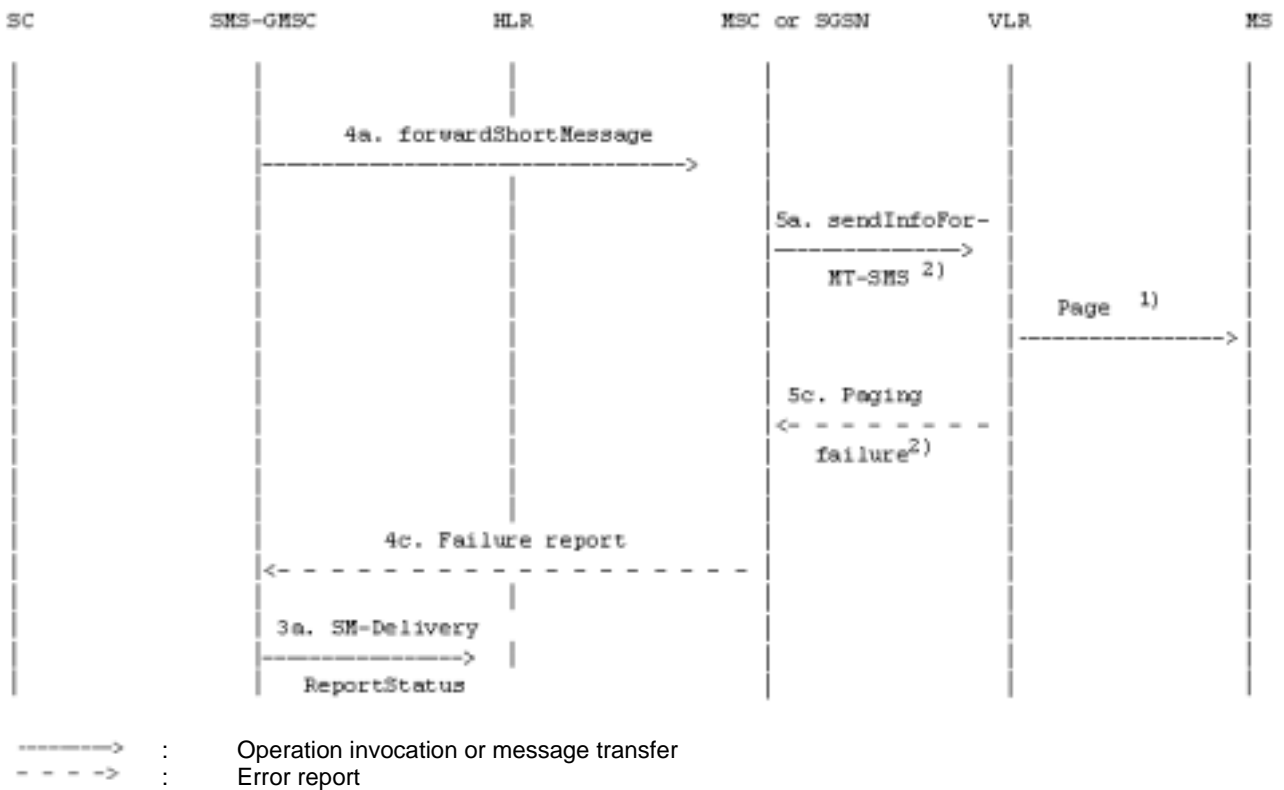 SC SMS-GMSC HLR MSC or SGSN VLR MS
4a. forwardShortMessage
5a. sendInfoFor-
MT-SMS 2)
Page 1)
5c. Paging
failure2)
4c. Failure report
3a. SM-Delivery
ReportStatus
: Operation invocation or message transfer
: Error report